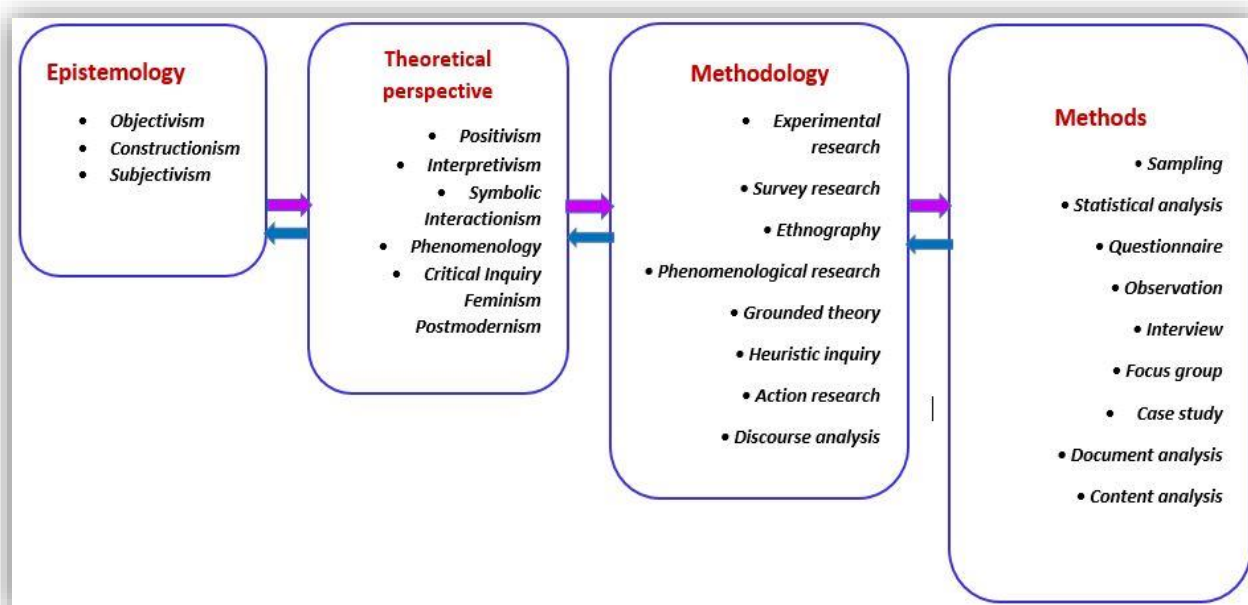 Epistemology
• Objectivism
• Constructionism
• Subjectivism
Theoretical
perspective
• Positivism
• Interpretivism
• Symbolic
Interactionism
• Phenomenology
• Critical Inquiry
Feminism
Postmodernism
Methodology
• Experimental
research
• Survey research
• Ethnography
• Phenomenological research
• Grounded theory
• Heuristic inquiry
• Action research
• Discourse analysis
Methods
• Sampling
• Statistical analysis
• Questionnaire
• Observation
• Interview
• Focus group
• Case study
• Document analysis
• Content analysis